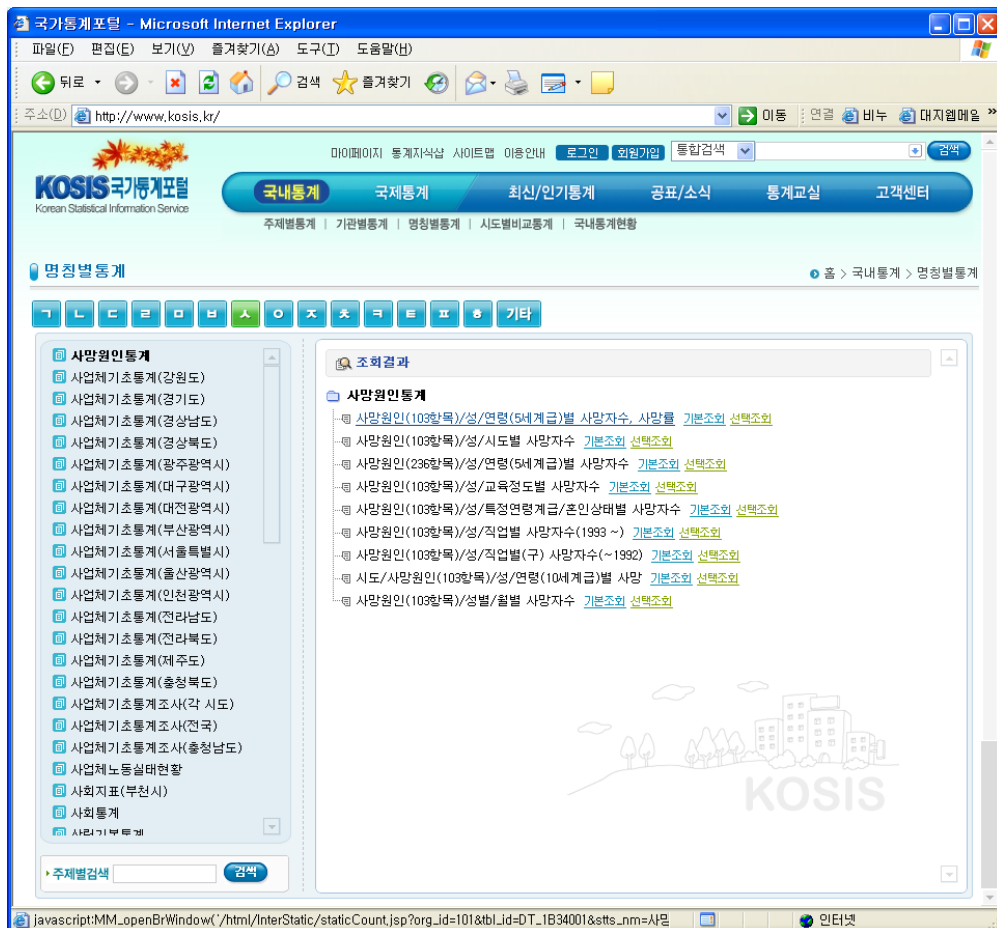 국가통계포털 - Microsoft Internet Explorer
파일(F) 편집(E) 보기(V) 즐겨찾기(A) 도구(T) 도움말(H)
뒤로 검색 즐겨찾기
주소(D) http://www.kosis.kr/ 이동 연결 비누 대지웹메일 »
마이페이지 통계지식샵 사이트맵 이용안내 로그인 회원가입 통합검색 검색
KOSIS 국가통계포털
Korean Statistical Information Service
국내통계 국제통계 최신/인기통계 공표/소식 통계교실 고객센터
주제별통계 | 기관별통계 | 명칭별통계 | 시도별비교통계 | 국내통계현황
명칭별통계
홈 > 국내통계 > 명칭별통계
ㄱ ㄴ ㄷ ㄹ ㅁ ㅂ ㅅ ㅇ ㅈ ㅊ ㅋ ㅌ ㅍ ㅎ 기타
사망원인통계
사업체기초통계(강원도)
사업체기초통계(경기도)
사업체기초통계(경상남도)
사업체기초통계(경상북도)
사업체기초통계(광주광역시)
사업체기초통계(대구광역시)
사업체기초통계(대전광역시)
사업체기초통계(부산광역시)
사업체기초통계(서울특별시)
사업체기초통계(울산광역시)
사업체기초통계(인천광역시)
사업체기초통계(전라남도)
사업체기초통계(전라북도)
사업체기초통계(제주도)
사업체기초통계(충청북도)
사업체기초통계조사(각 시도)
사업체기초통계조사(전국)
사업체기초통계조사(충청남도)
사업체노동실태현황
사회지표(부천시)
사회통계
주제별검색 검색
조회결과
사망원인통계
사망원인(103항목)/성/연령(5세계급)별 사망자수, 사망률 기본조회 선택조회
사망원인(103항목)/성/시도별 사망자수 기본조회 선택조회
사망원인(236항목)/성/연령(5세계급)별 사망자수 기본조회 선택조회
사망원인(103항목)/성/교육정도별 사망자수 기본조회 선택조회
사망원인(103항목)/성/특정연령계급/혼인상태별 사망자수 기본조회 선택조회
사망원인(103항목)/성/직업별 사망자수(1993 ~) 기본조회 선택조회
사망원인(103항목)/성/직업별(구) 사망자수(~1992) 기본조회 선택조회
시도/사망원인(103항목)/성/연령(10세계급)별 사망 기본조회 선택조회
사망원인(103항목)/성별/월별 사망자수 기본조회 선택조회
KOSIS
javascript:MM_openBrWindow('/html/InterStatic/staticCount.jsp?org_id=101&tbl_id=DT_1B34001&stts_nm=사망 인터넷